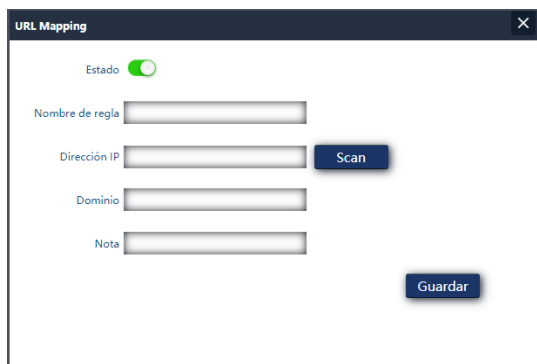 URL Mapping
Estado
Nombre de regla
Dirección IP
Scan
Dominio
Nota
Guardar